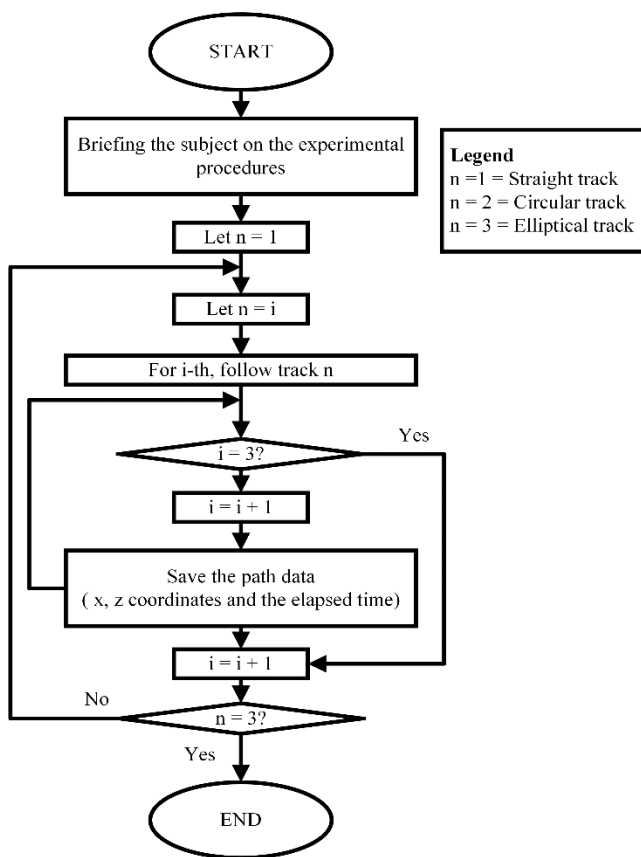 START
Briefing the subject on the experimental
procedures
Legend
n =1 = Straight track
n = 2 = Circular track
n = 3 = Elliptical track
Let n = 1
Let n = i
For i-th, follow track n
Yes
i = 3?
i = i + 1
Save the path data
( x, z coordinates and the elapsed time)
i = i + 1
No
n = 3?
Yes
END